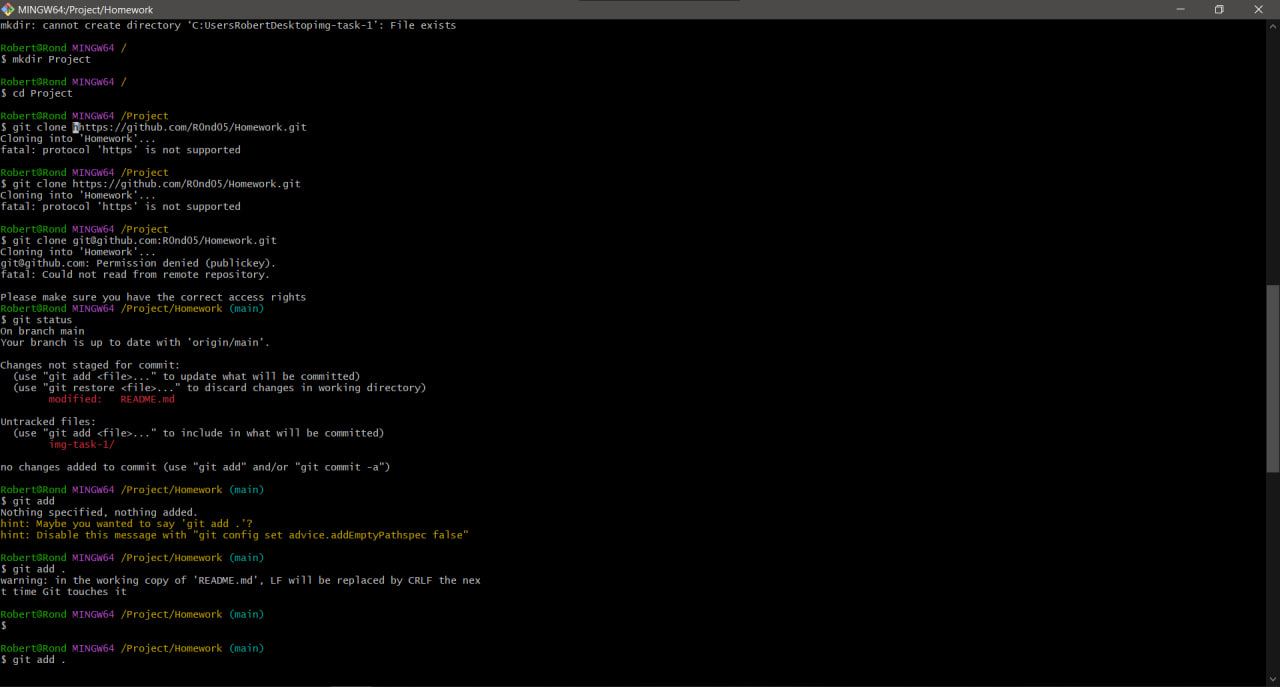 MINGW64:/Project/Homework
mkdir: cannot create directory 'C:UsersRobertDesktopimg-task-1': File exists
Robert@Rond MINGW64 /
$ mkdir Project
Robert@Rond MINGW64 /
$ cd Project
Robert@Rond MINGW64 /Project
$ git clone https://github.com/R0nd05/Homework.git
Cloning into 'Homework'...
fatal: protocol 'https' is not supported
Robert@Rond MINGW64 /Project
$ git clone https://github.com/R0nd05/Homework.git
Cloning into 'Homework'...
fatal: protocol 'https' is not supported
Robert@Rond MINGW64 /Project
$ git clone git@github.com:R0nd05/Homework.git
Cloning into 'Homework'...
git@github.com: Permission denied (publickey).
fatal: Could not read from remote repository.
Please make sure you have the correct access rights
Robert@Rond MINGW64 /Project/Homework (main)
$ git status
On branch main
Your branch is up to date with 'origin/main'.
Changes not staged for commit:
(use "git add <file>..." to update what will be committed)
(use "git restore <file>..." to discard changes in working directory)
modified: README.md
Untracked files:
(use "git add <file>..." to include in what will be committed)
img-task-1/
no changes added to commit (use "git add" and/or "git commit -a")
Robert@Rond MINGW64 /Project/Homework (main)
$ git add
Nothing specified, nothing added.
hint: Maybe you wanted to say 'git add .'?
hint: Disable this message with "git config set advice.addEmptyPathspec false"
Robert@Rond MINGW64 /Project/Homework (main)
$ git add .
warning: in the working copy of 'README.md', LF will be replaced by CRLF the nex
t time Git touches it
Robert@Rond MINGW64 /Project/Homework (main)
$
Robert@Rond MINGW64 /Project/Homework (main)
$ git add .